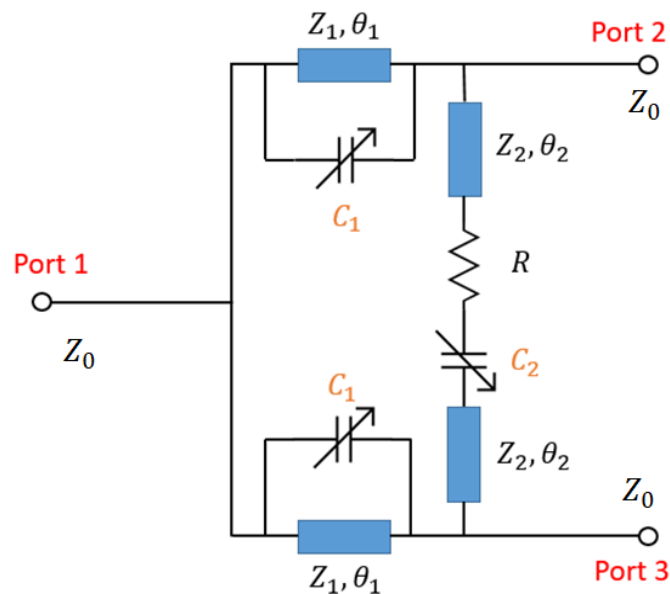 Z₁, θ₁
Port 2
Z₀
C₁
Z₂, θ₂
R
Port 1
Z₀
C₂
C₁
Z₂, θ₂
Z₀
Z₁, θ₁
Port 3